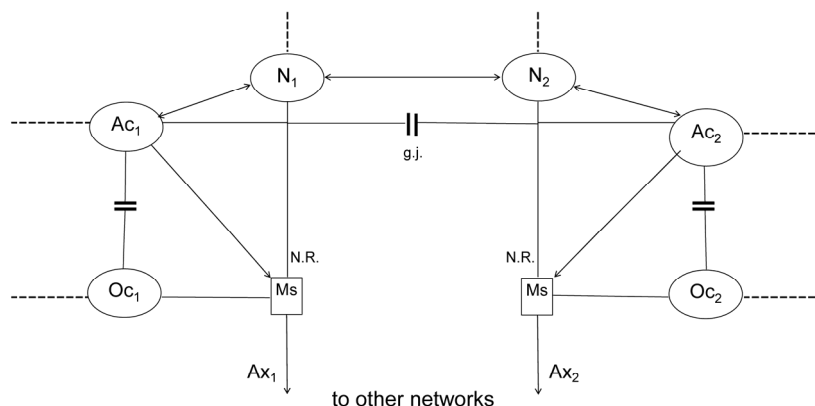 N₁
N₂
Ac₁
Ac₂
g.j.
N.R.
N.R.
Oc₁
Ms
Ms
Oc₂
Ax₁
Ax₂
to other networks